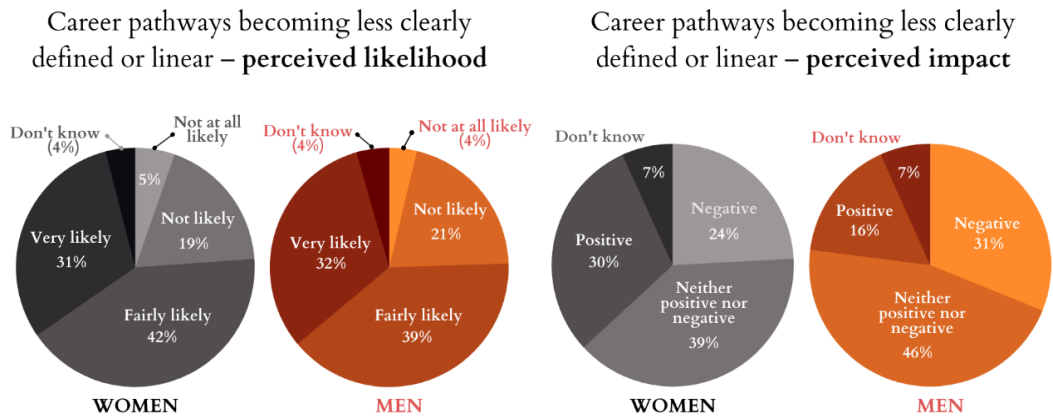 Career pathways becoming less clearly
defined or linear – perceived likelihood
Don't know
(4%)
Not at all
likely
5%
Not likely
19%
Very likely
31%
Fairly likely
42%
WOMEN
Don't know
(4%)
Not at all likely
(4%)
Not likely
21%
Very likely
32%
Fairly likely
39%
MEN
Career pathways becoming less clearly
defined or linear – perceived impact
Don't know
7%
Negative
24%
Positive
30%
Neither
positive nor
negative
39%
WOMEN
Don't know
7%
Positive
16%
Negative
31%
Neither
positive nor
negative
46%
MEN